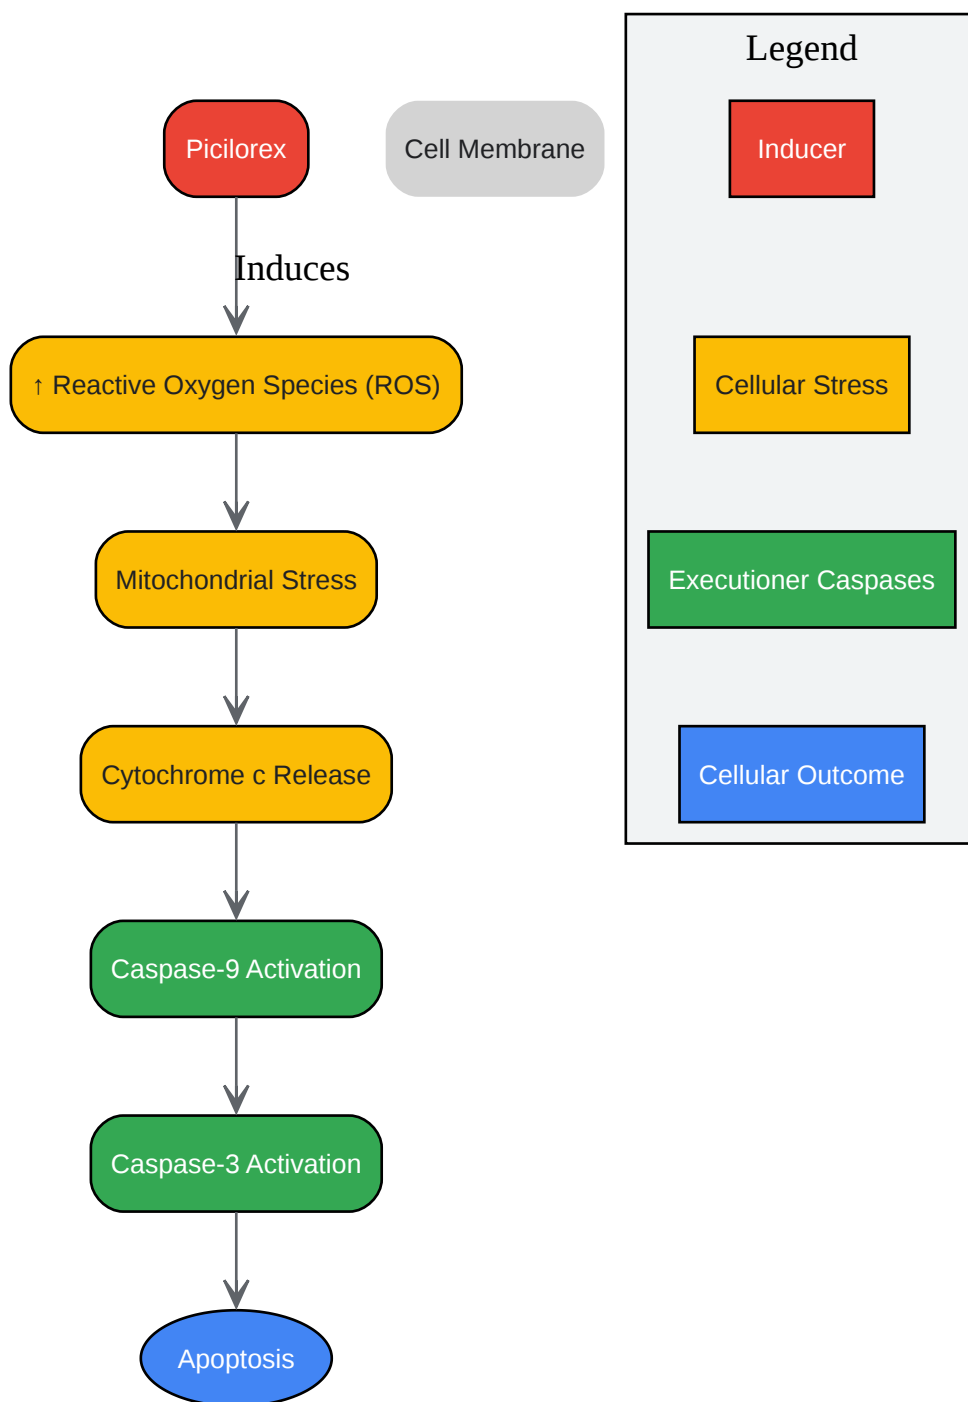 Legend
Picilorex
Cell Membrane
Inducer
Induces
↑ Reactive Oxygen Species (ROS)
Cellular Stress
Mitochondrial Stress
Executioner Caspases
Cytochrome c Release
Cellular Outcome
Caspase-9 Activation
Caspase-3 Activation
Apoptosis